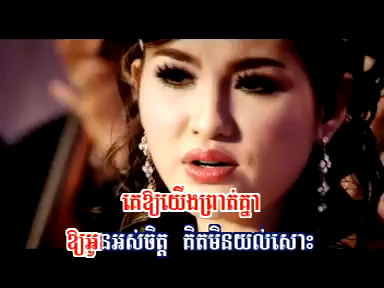 គេឱ្យយើងព្រាត់គ្នា
ឱ្យអូនអស់ចិត្ត គិតមិនយល់សោះ